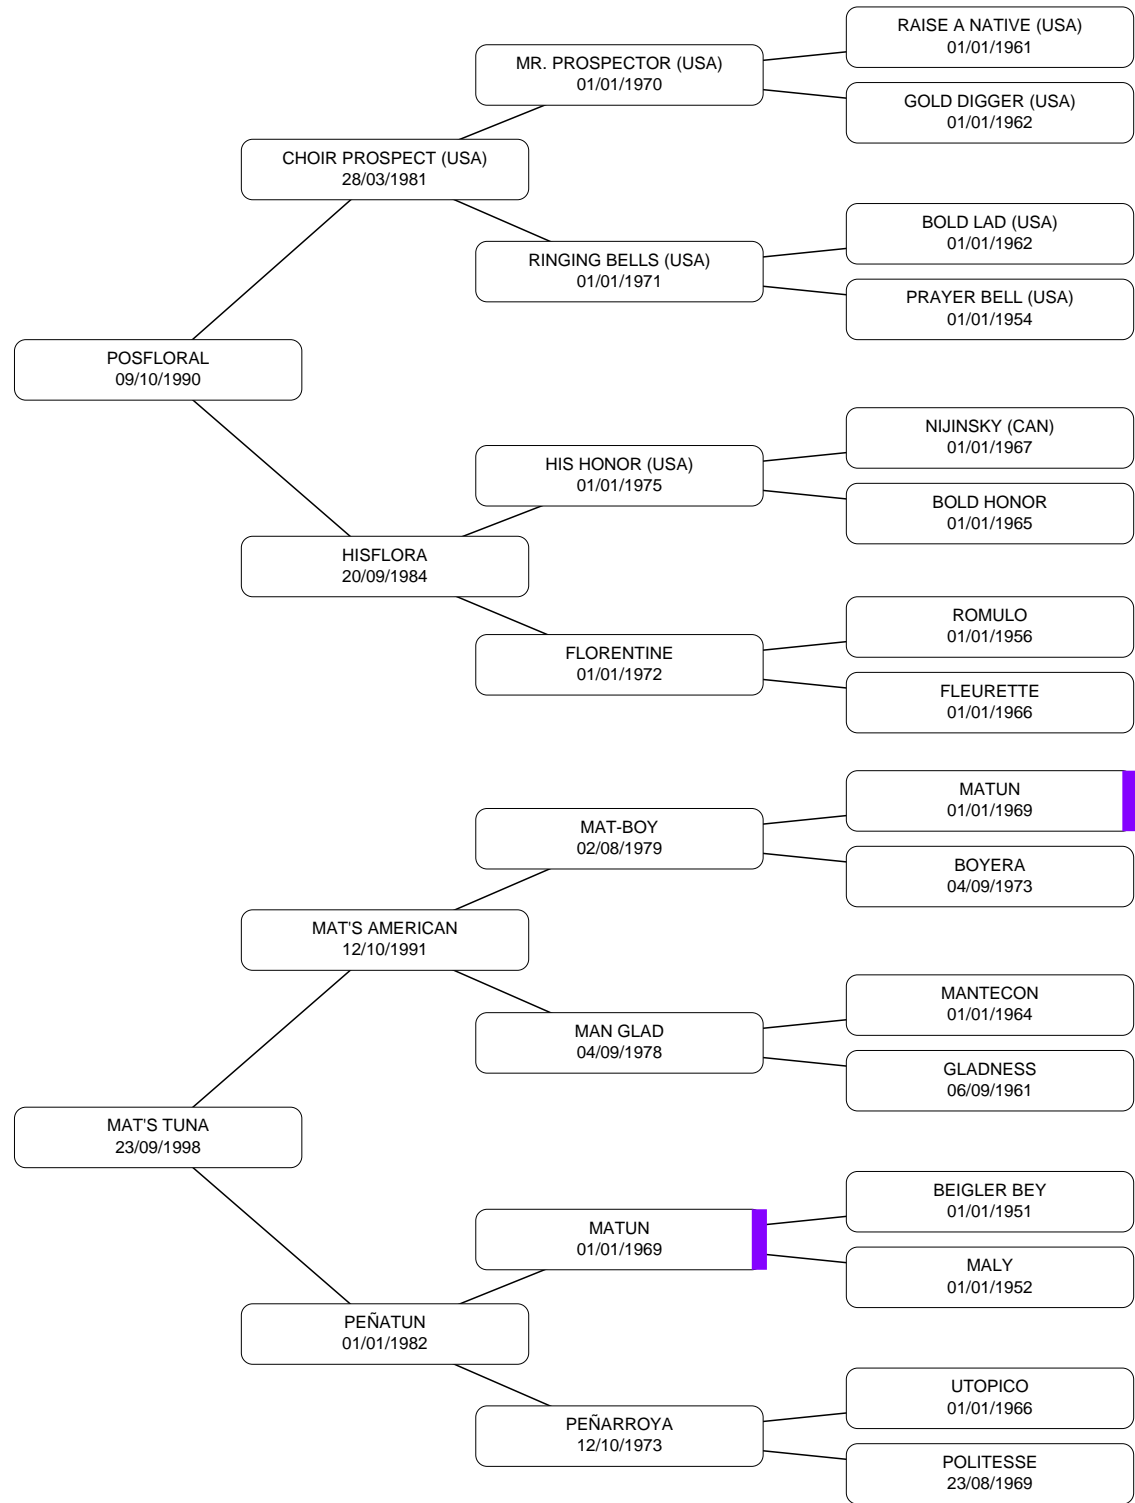 RAISE A NATIVE (USA)
01/01/1961
MR. PROSPECTOR (USA)
01/01/1970
GOLD DIGGER (USA)
01/01/1962
CHOIR PROSPECT (USA)
28/03/1981
BOLD LAD (USA)
01/01/1962
RINGING BELLS (USA)
01/01/1971
PRAYER BELL (USA)
01/01/1954
POSFLORAL
09/10/1990
NIJINSKY (CAN)
01/01/1967
HIS HONOR (USA)
01/01/1975
BOLD HONOR
01/01/1965
HISFLORA
20/09/1984
ROMULO
01/01/1956
FLORENTINE
01/01/1972
FLEURETTE
01/01/1966
MATUN
01/01/1969
MAT-BOY
02/08/1979
BOYERA
04/09/1973
MAT'S AMERICAN
12/10/1991
MANTECON
01/01/1964
MAN GLAD
04/09/1978
GLADNESS
06/09/1961
MAT'S TUNA
23/09/1998
BEIGLER BEY
01/01/1951
MATUN
01/01/1969
MALY
01/01/1952
PEÑATUN
01/01/1982
UTOPICO
01/01/1966
PEÑARROYA
12/10/1973
POLITESSE
23/08/1969